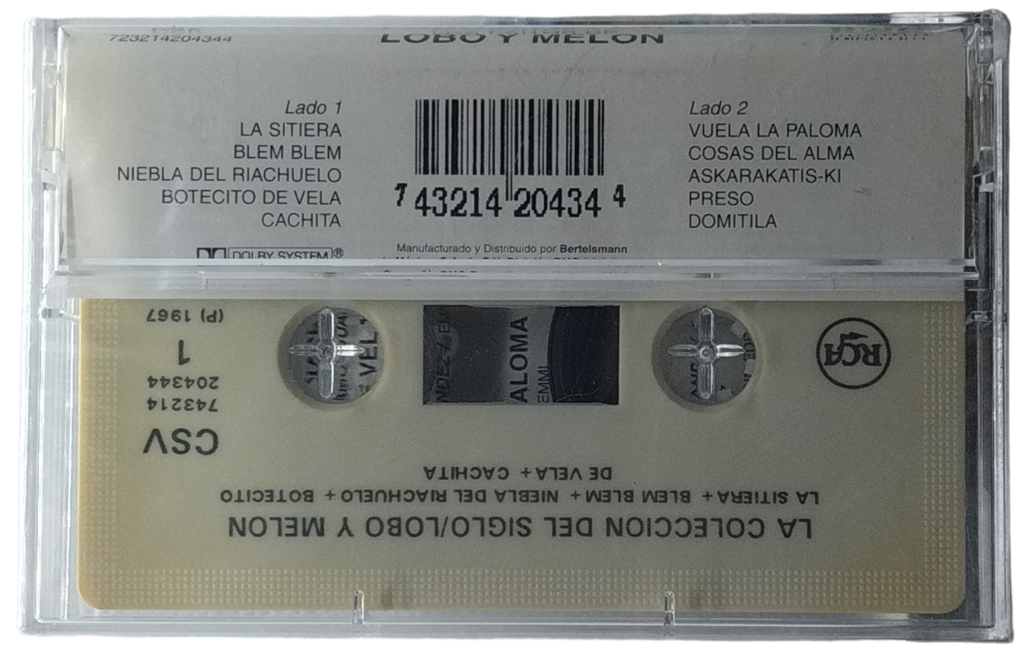 723214204344
LOBO Y MELON
Lado 1
LA SITIERA
BLEM BLEM
NIEBLA DEL RIACHUELO
BOTECITO DE VELA
CACHITA
7 43214 20434 4
Lado 2
VUELA LA PALOMA
COSAS DEL ALMA
ASKARAKATIS-KI
PRESO
DOMITILA
DOLBY SYSTEM®
Manufacturado y Distribuido por Bertelsmann
LA COLECCION DEL SIGLO/LOBO Y MELON
LA SITIERA + BLEM BLEM + NIEBLA DEL RIACHUELO + BOTECITO
DE VELA + CACHITA
CSV
743214
204344
1
(P) 1967
RCA
ALOMA
EMMI